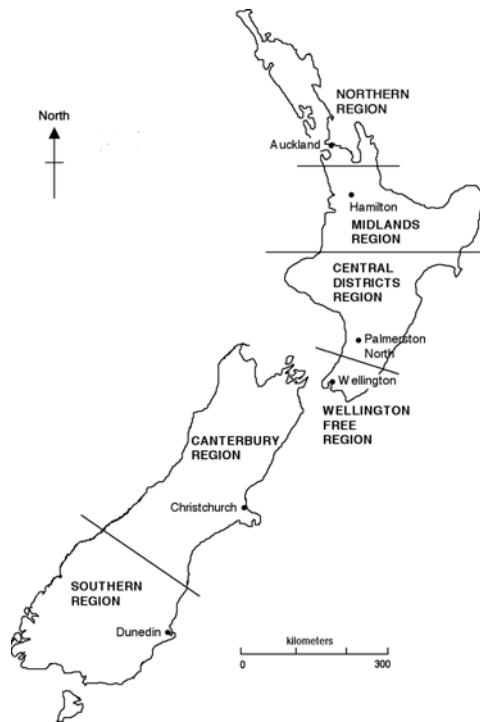 North
NORTHERN
REGION
Auckland
Hamilton
MIDLANDS
REGION
CENTRAL
DISTRICTS
REGION
Palmerston
North
Wellington
WELLINGTON
FREE
REGION
CANTERBURY
REGION
Christchurch
SOUTHERN
REGION
Dunedin
kilometers
0 300